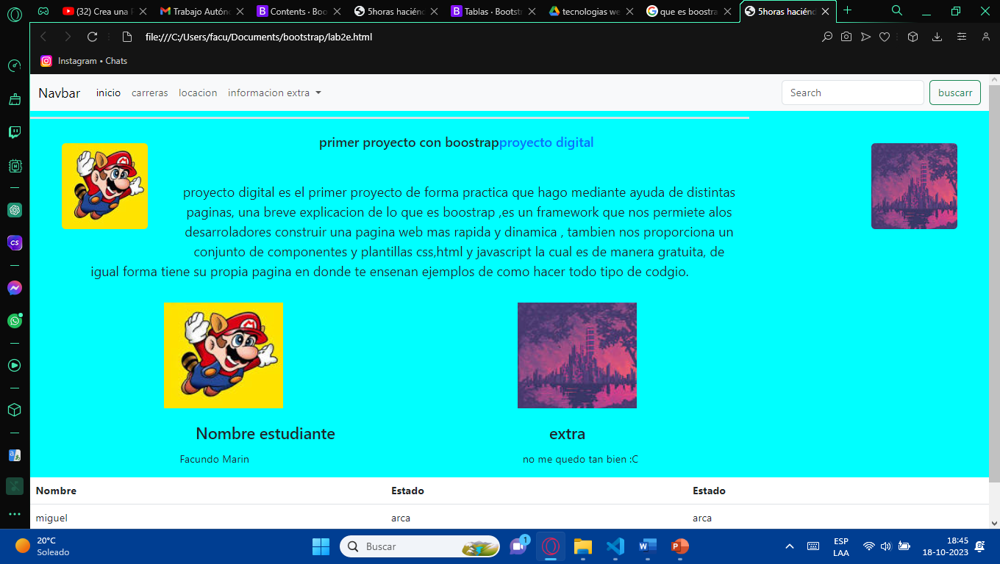 (32) Crea una P
Trabajo Autónc
Contents · Boo
5horas haciénd
Tablas · Bootst
tecnologias we
que es boostra
5horas haciénd
file:///C:/Users/facu/Documents/bootstrap/lab2e.html
Instagram • Chats
Navbar inicio carreras locacion informacion extra Search buscarr
primer proyecto con boostrapproyecto digital
proyecto digital es el primer proyecto de forma practica que hago mediante ayuda de distintas
paginas, una breve explicacion de lo que es boostrap ,es un framework que nos permiete alos
desarroladores construir una pagina web mas rapida y dinamica , tambien nos proporciona un
conjunto de componentes y plantillas css,html y javascript la cual es de manera gratuita, de
igual forma tiene su propia pagina en donde te ensenan ejemplos de como hacer todo tipo de codgio.
Nombre estudiante
Facundo Marin
extra
no me quedo tan bien :C
Nombre Estado Estado
miguel arca arca
20°C
Soleado
Buscar
1
ESP
LAA
18:45
18-10-2023